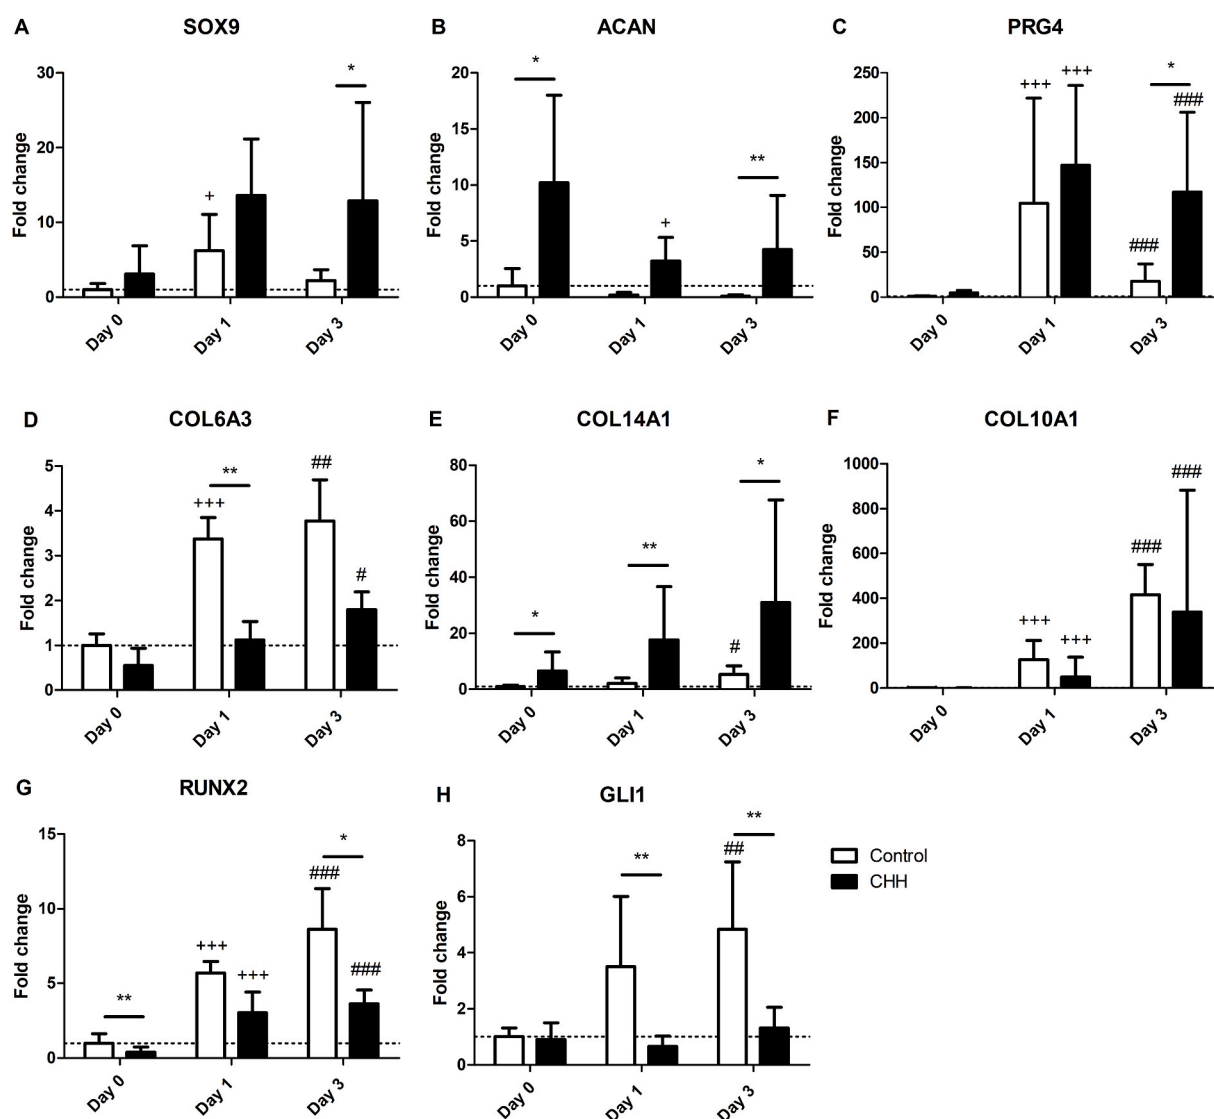 A SOX9
Fold change
30
20
10
0
+
*
Day 0 Day 1 Day 3
B ACAN
Fold change
20
15
10
5
0
*
+
**
Day 0 Day 1 Day 3
C PRG4
Fold change
250
200
150
100
50
0
+++ +++
*
###
###
Day 0 Day 1 Day 3
D COL6A3
Fold change
5
4
3
2
1
0
+++
**
##
#
Day 0 Day 1 Day 3
E COL14A1
Fold change
80
60
40
20
0
*
**
#
*
Day 0 Day 1 Day 3
F COL10A1
Fold change
1000
800
600
400
200
0
+++ +++
###
###
Day 0 Day 1 Day 3
G RUNX2
Fold change
15
10
5
0
**
+++
+++
###
*
###
Day 0 Day 1 Day 3
H GLI1
Fold change
8
6
4
2
0
**
##
**
Day 0 Day 1 Day 3
Control
CHH